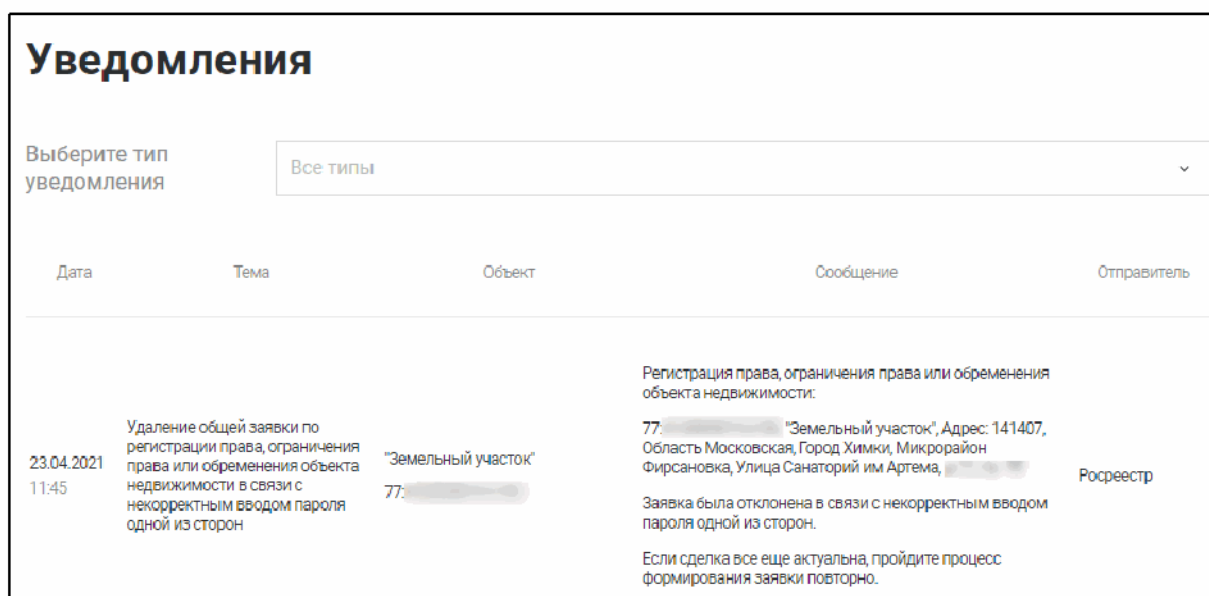 Уведомления
Выберите тип
уведомления
Все типы
Дата Тема Объект Сообщение Отправитель
23.04.2021
11:45
Удаление общей заявки по
регистрации права, ограничения
права или обременения объекта
недвижимости в связи с
некорректным вводом пароля
одной из сторон
"Земельный участок"
77:
Регистрация права, ограничения права или обременения
объекта недвижимости:
77: "Земельный участок", Адрес: 141407,
Область Московская, Город Химки, Микрорайон
Фирсановка, Улица Санаторий им Артема,
Заявка была отклонена в связи с некорректным вводом
пароля одной из сторон.
Если сделка все еще актуальна, пройдите процесс
формирования заявки повторно.
Росреестр